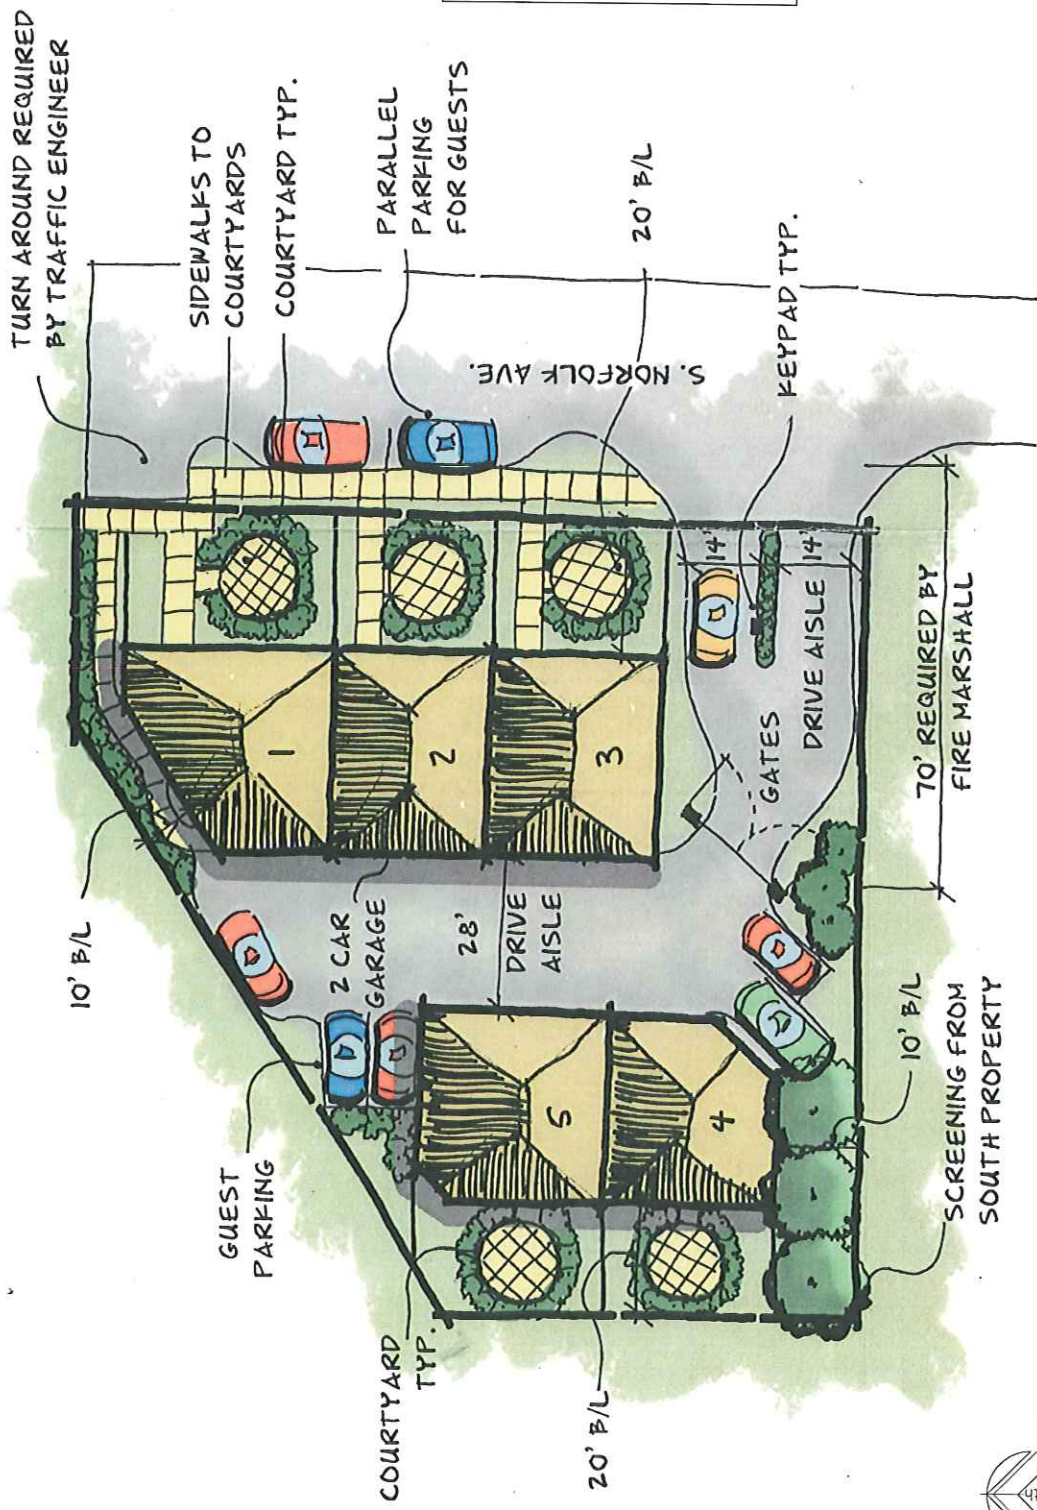 TURN AROUND REQUIRED
BY TRAFFIC ENGINEER
SIDEWALKS TO
COURTYARDS
COURTYARD TYP.
PARALLEL
PARKING
FOR GUESTS
20' B/L
KEYPAD TYP.
S. NORFOLK AVE.
10' B/L
1
2
3
14'
14'
GATES
DRIVE AISLE
70' REQUIRED BY
FIRE MARSHALL
2 CAR
GARAGE
28'
DRIVE
AISLE
GUEST
PARKING
5
4
10' B/L
SCREENING FROM
SOUTH PROPERTY
COURTYARD
TYP.
20' B/L